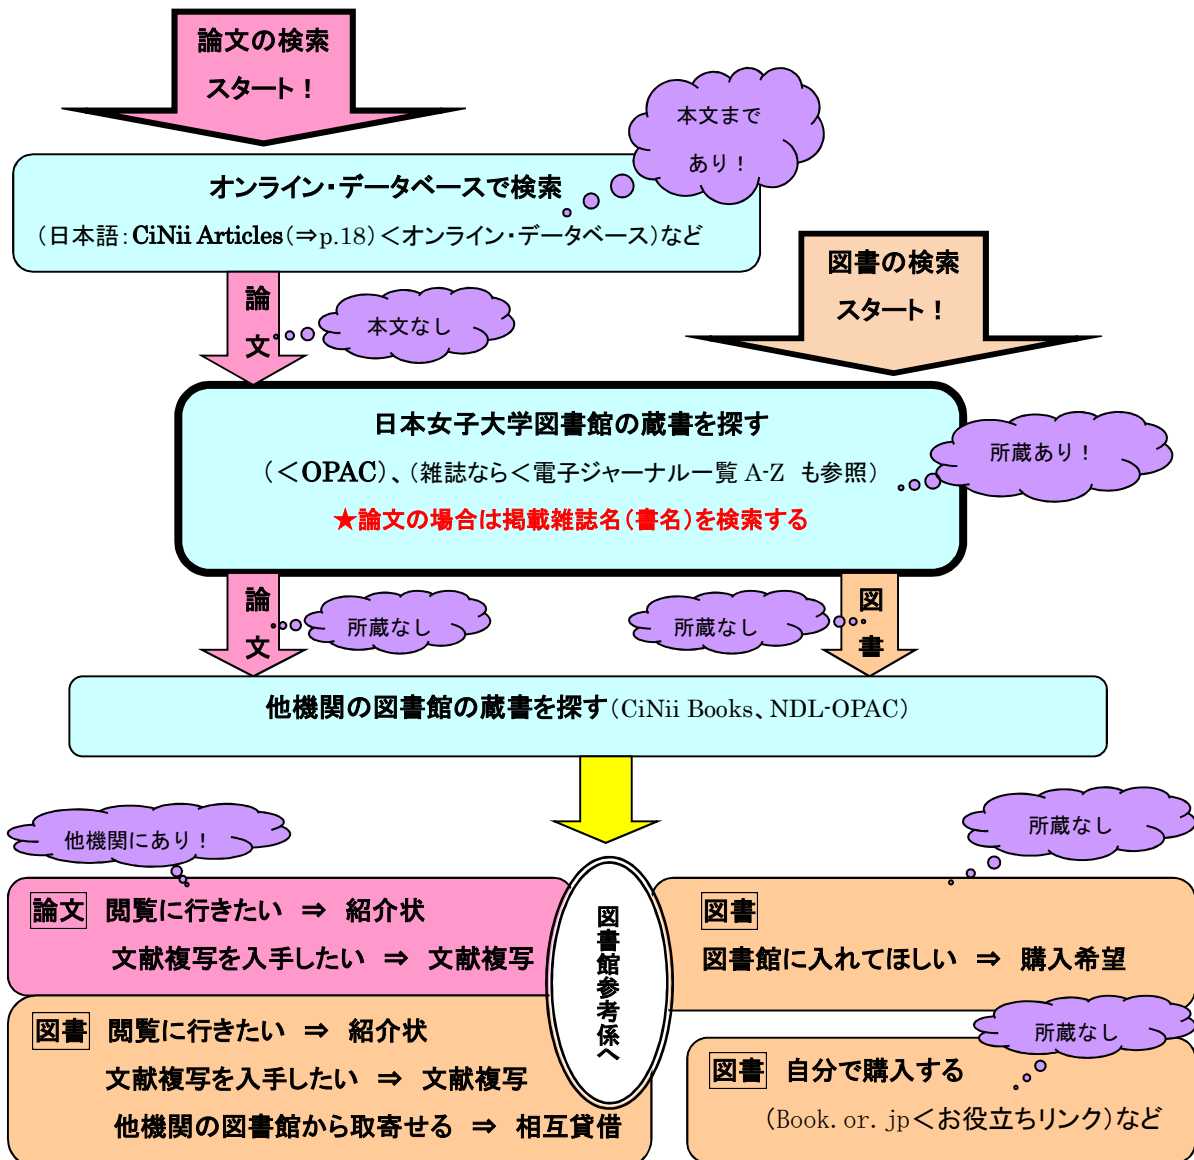 論文の検索
スタート！
本文まで
あり！
オンライン・データベースで検索
（日本語：CiNii Articles（⇒p.18）＜オンライン・データベース）など
図書の検索
スタート！
論文
本文なし
日本女子大学図書館の蔵書を探す
（＜OPAC）、（雑誌なら＜電子ジャーナル一覧 A-Z も参照）
★論文の場合は掲載雑誌名（書名）を検索する
所蔵あり！
論文
所蔵なし
所蔵なし
図書
他機関の図書館の蔵書を探す（CiNii Books、NDL-OPAC）
他機関にあり！
所蔵なし
論文 閲覧に行きたい ⇒ 紹介状
文献複写を入手したい ⇒ 文献複写
図書 閲覧に行きたい ⇒ 紹介状
文献複写を入手したい ⇒ 文献複写
他機関の図書館から取寄せる ⇒ 相互貸借
図書館参考係へ
図書
図書館に入れてほしい ⇒ 購入希望
所蔵なし
図書 自分で購入する
（Book.or.jp＜お役立ちリンク）など